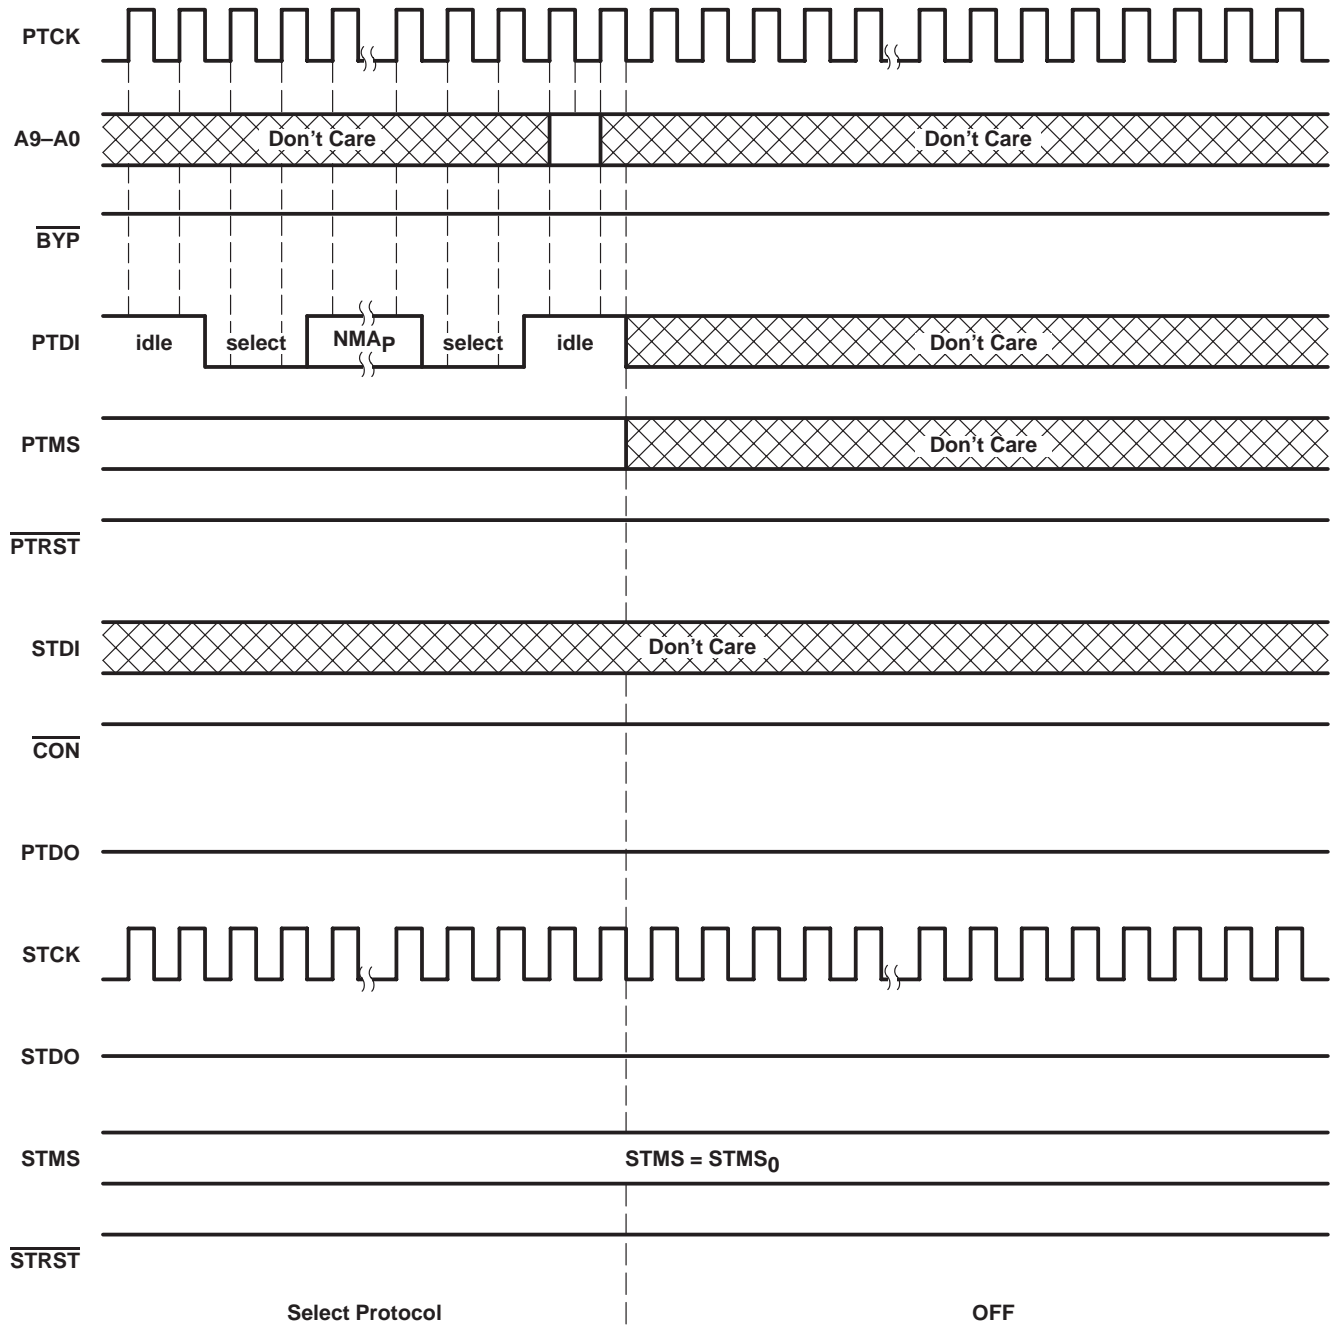 PTCK
A9–A0 Don't Care Don't Care
BYP
PTDI idle select NMAP select idle Don't Care
PTMS Don't Care
PTRST
STDI Don't Care
CON
PTDO
STCK
STDO
STMS STMS = STMS0
STRST
Select Protocol OFF